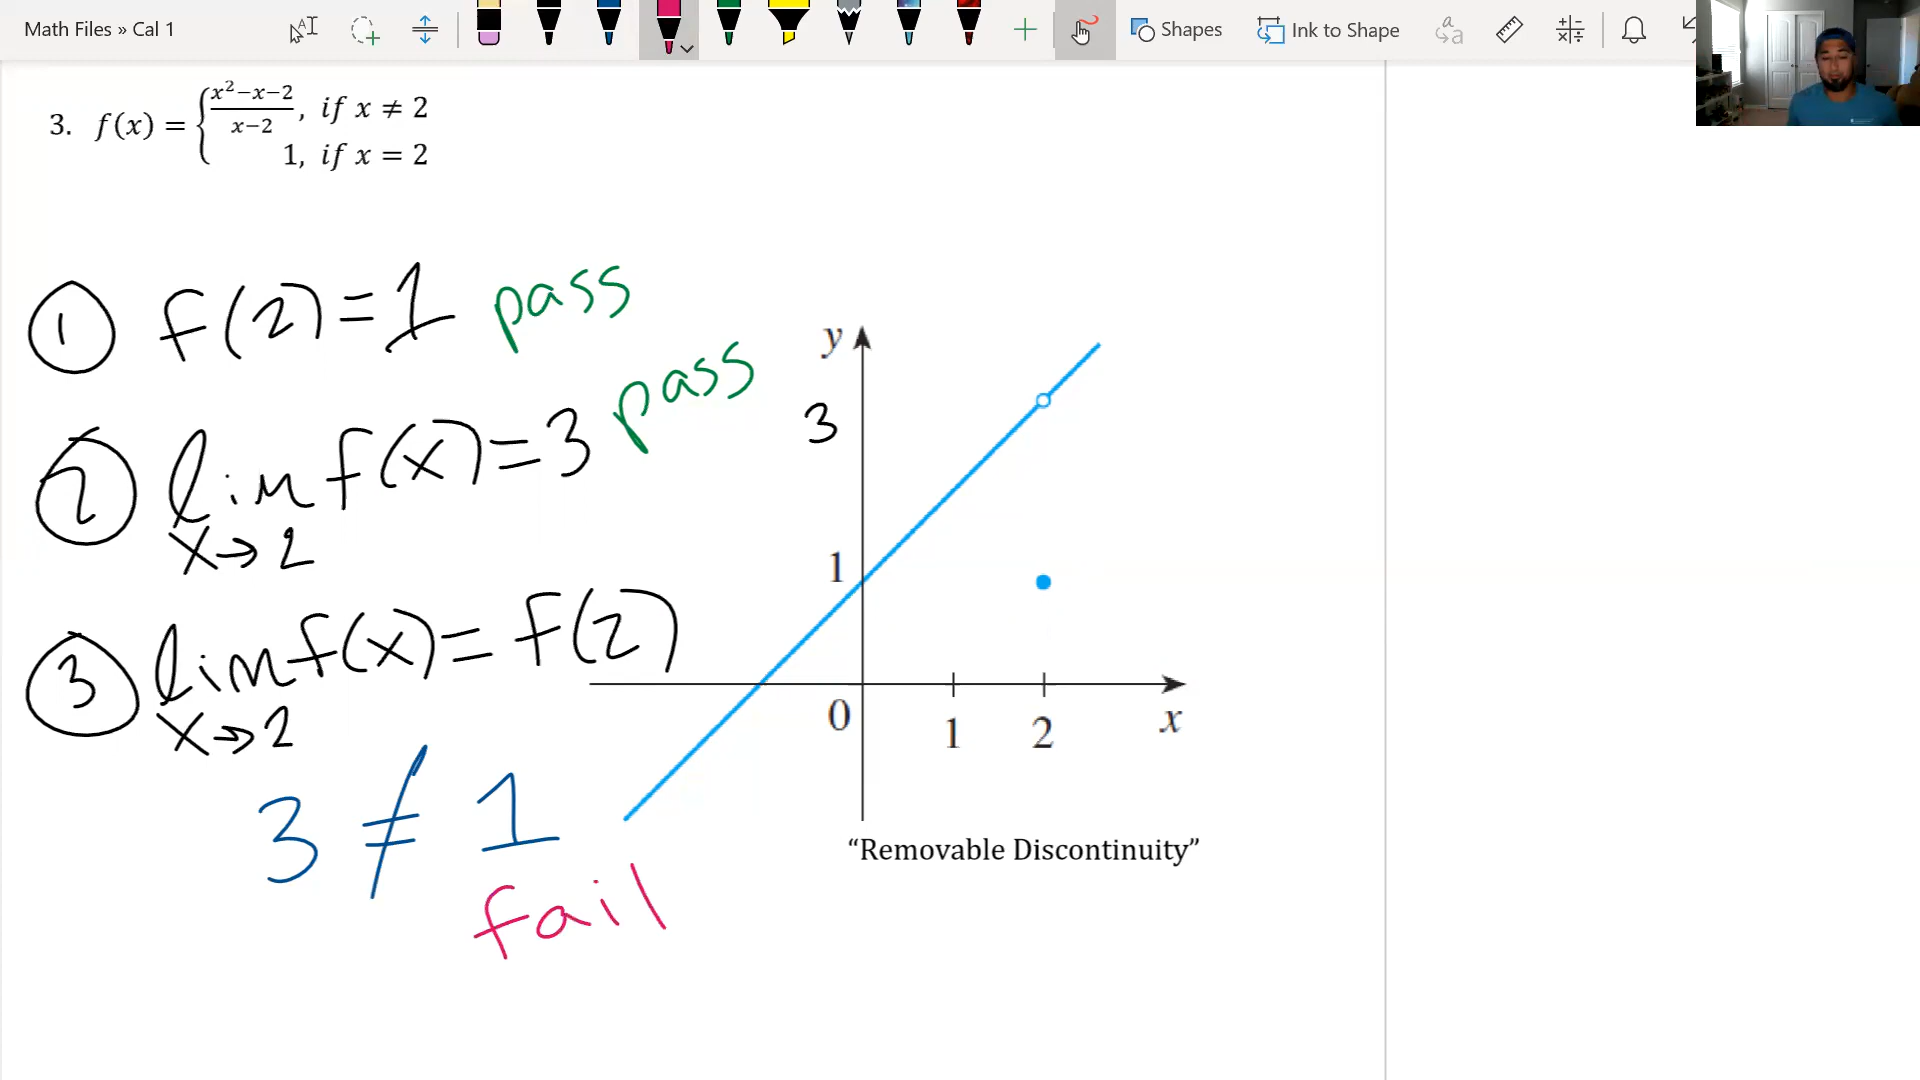 Math Files » Cal 1
Shapes
Ink to Shape
3. f(x) = { x²−x−2 / x−2, if x ≠ 2
1, if x = 2
① f(2) = 1 pass
② lim f(x) = 3 pass
x→2
③ lim f(x) = f(2)
x→2
3 ≠ 1
fail
y
3
1
0
1
2
x
“Removable Discontinuity”